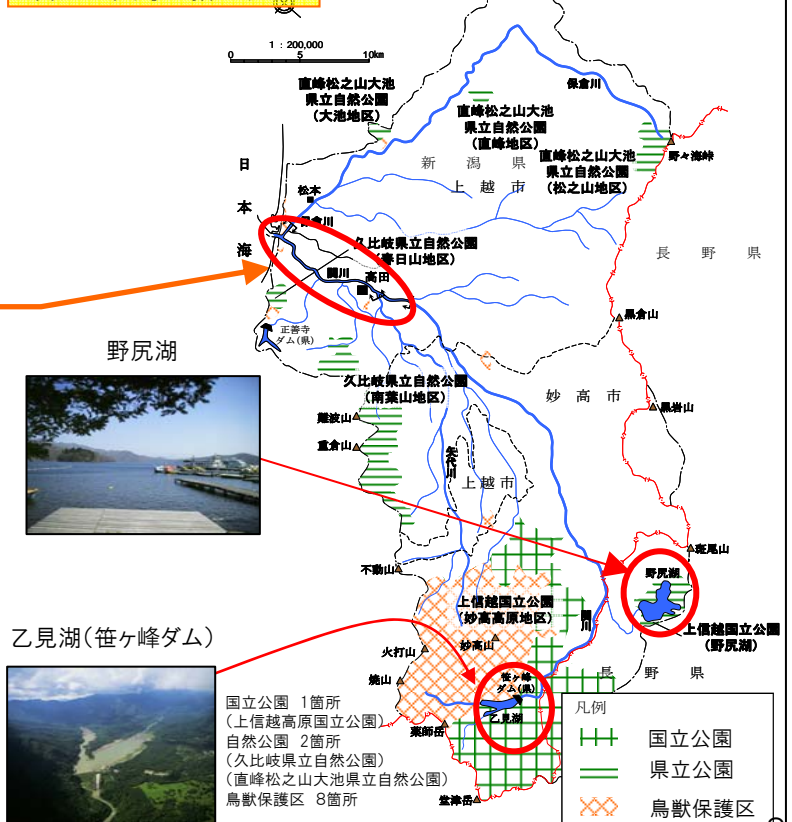 1 : 200,000
0 5 10km
直峰松之山大池
県立自然公園
(大池地区)
保倉川
直峰松之山大池
県立自然公園
(直峰地区)
野々海峠
新潟県
直峰松之山大池
県立自然公園
(松之山地区)
上越市
日本海
松本
保倉川
長野県
久比岐県立自然公園
(春日山地区)
関川
高田
黒倉山
正善寺
ダム(県)
野尻湖
久比岐県立自然公園
(南葉山地区)
妙高市
黒岩山
難波山
重倉山
矢代川
上越市
斑尾山
不動山
野尻湖
上信越国立公園
(妙高高原地区)
関川
上信越国立公園
(野尻湖)
乙見湖(笹ヶ峰ダム)
火打山
妙高山
長野県
焼山
笹ヶ峰
ダム(県)
乙見湖
薬師岳
堂津岳
国立公園 1箇所
(上信越高原国立公園)
自然公園 2箇所
(久比岐県立自然公園)
(直峰松之山大池県立自然公園)
鳥獣保護区 8箇所
凡例
国立公園
県立公園
鳥獣保護区